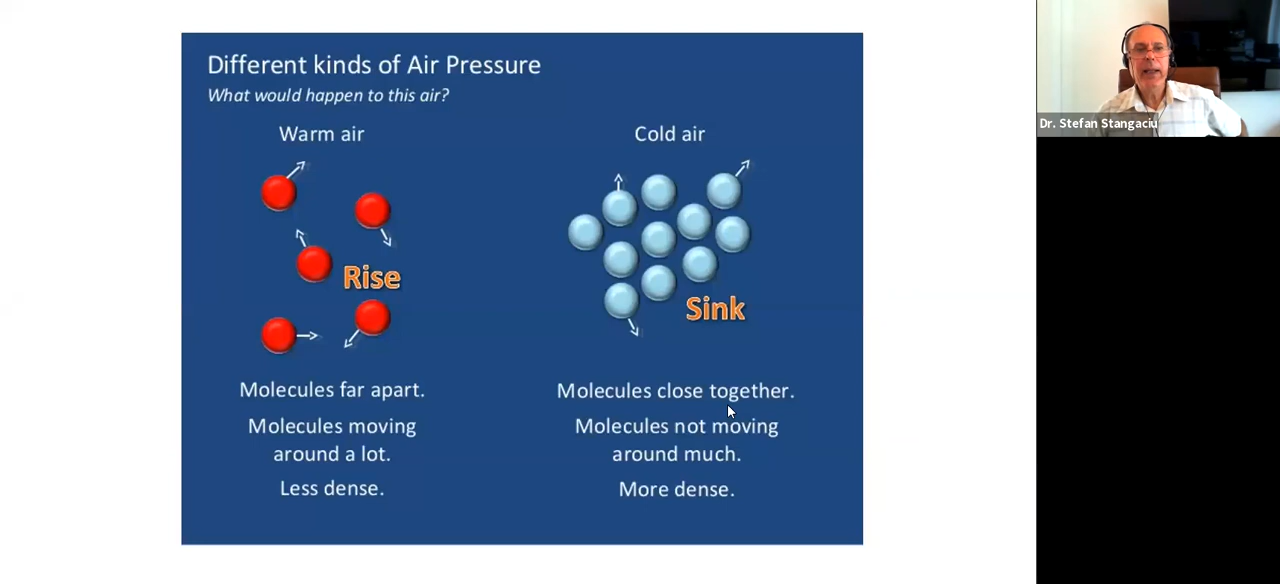 Different kinds of Air Pressure
What would happen to this air?
Warm air
Rise
Molecules far apart.
Molecules moving
around a lot.
Less dense.
Cold air
Sink
Molecules close together.
Molecules not moving
around much.
More dense.
Dr. Stefan Stangaciu